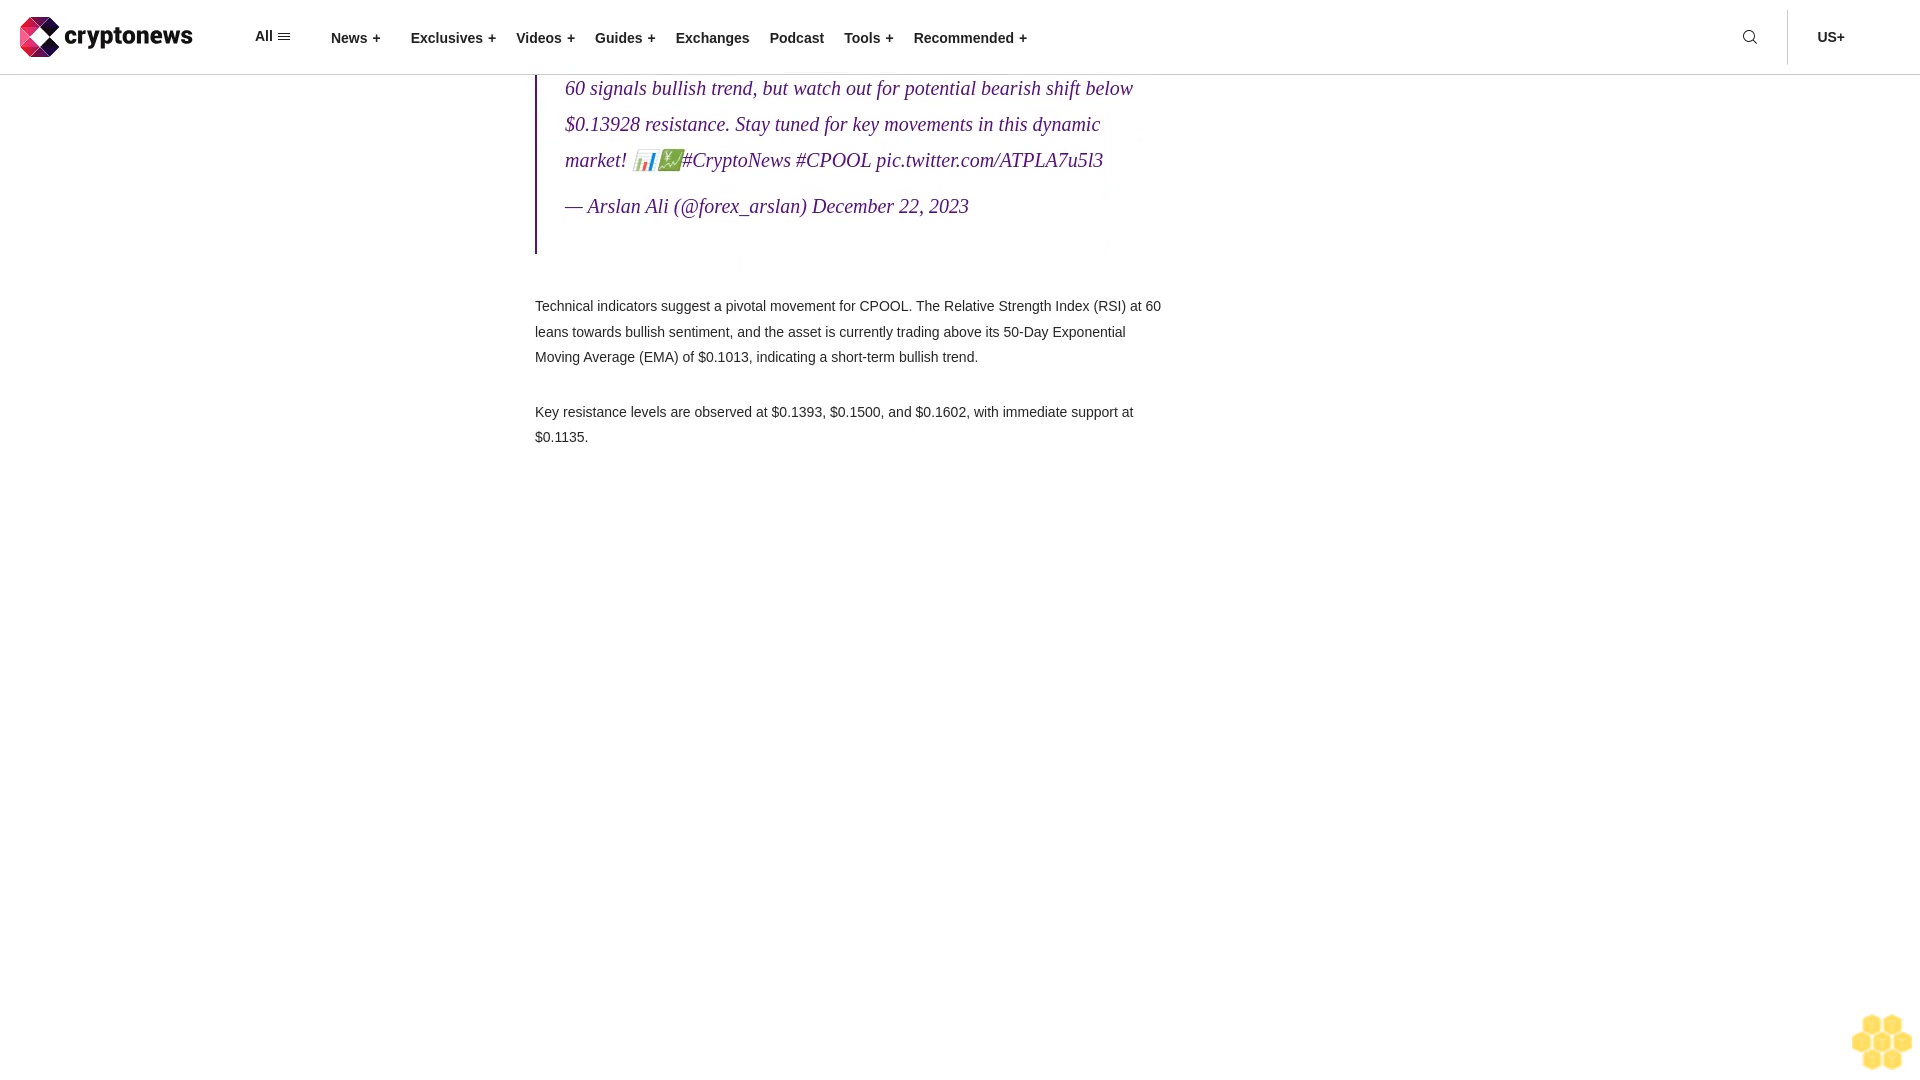 cryptonews
All
News +
Exclusives +
Videos +
Guides +
Exchanges
Podcast
Tools +
Recommended +
US+
60 signals bullish trend, but watch out for potential bearish shift below
$0.13928 resistance. Stay tuned for key movements in this dynamic
market! 📊💹#CryptoNews #CPOOL pic.twitter.com/ATPLA7u5l3
— Arslan Ali (@forex_arslan) December 22, 2023
Technical indicators suggest a pivotal movement for CPOOL. The Relative Strength Index (RSI) at 60
leans towards bullish sentiment, and the asset is currently trading above its 50-Day Exponential
Moving Average (EMA) of $0.1013, indicating a short-term bullish trend.
Key resistance levels are observed at $0.1393, $0.1500, and $0.1602, with immediate support at
$0.1135.